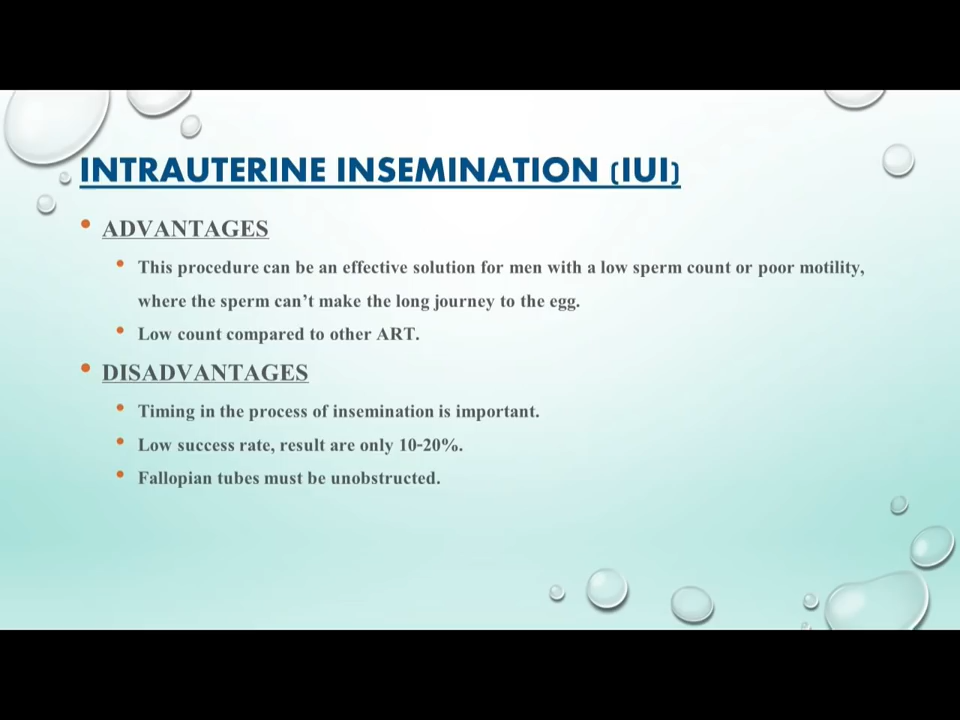 INTRAUTERINE INSEMINATION (IUI)
• ADVANTAGES
• This procedure can be an effective solution for men with a low sperm count or poor motility,
where the sperm can't make the long journey to the egg.
• Low count compared to other ART.
• DISADVANTAGES
• Timing in the process of insemination is important.
• Low success rate, result are only 10-20%.
• Fallopian tubes must be unobstructed.